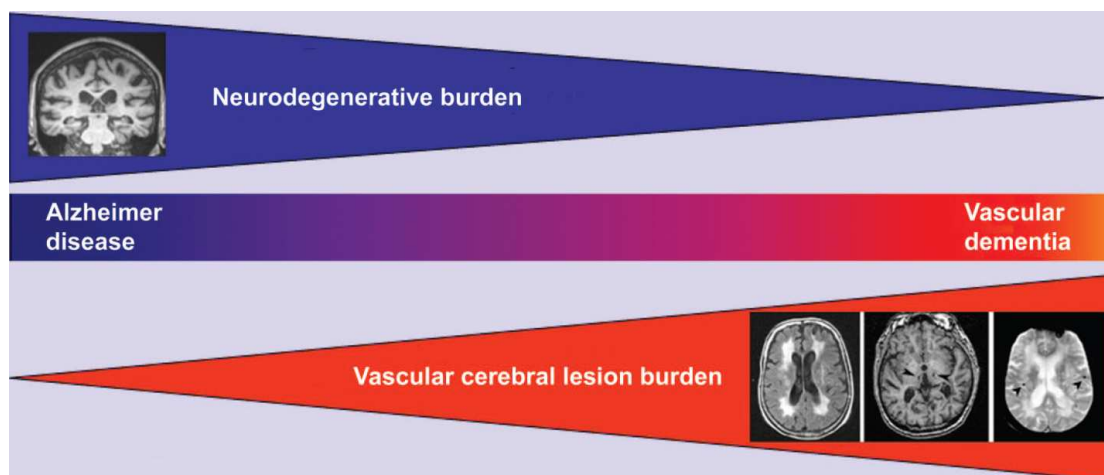 Neurodegenerative burden
Alzheimer
disease
Vascular
dementia
Vascular cerebral lesion burden